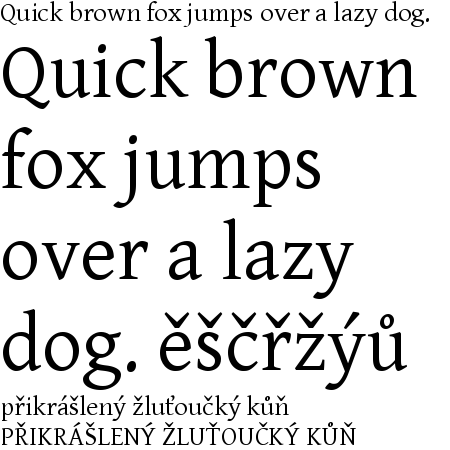 Quick brown fox jumps over a lazy dog.
Quick brown
fox jumps
over a lazy
dog. ěščřžýů
přikrášlený žluťoučký kůň
PŘIKRÁŠLENÝ ŽLUŤOUČKÝ KŮŇ